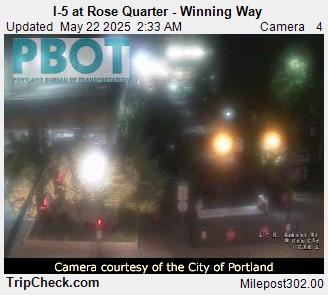 I-5 at Rose Quarter - Winning Way
Updated May 22 2025 2:33 AM Camera 4
PBOT
PORTLAND BUREAU OF TRANSPORTATION
Camera courtesy of the City of Portland
TripCheck.com Milepost302.00